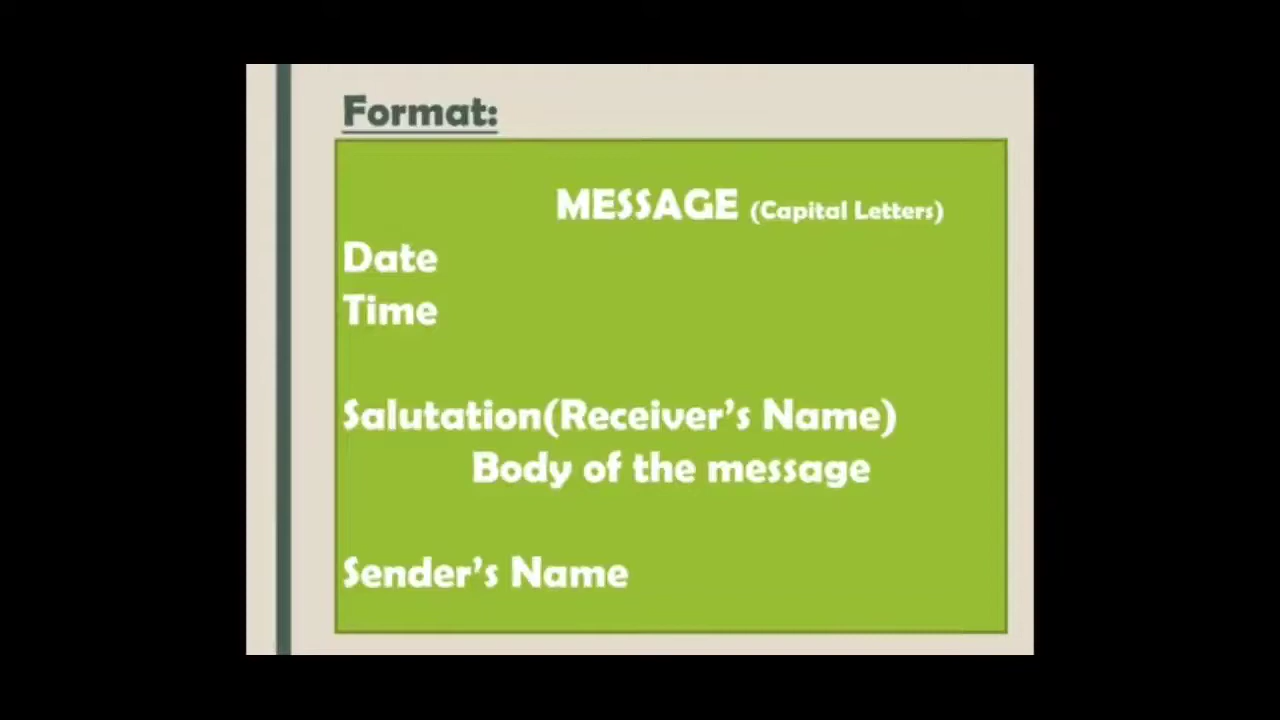 Format:
MESSAGE (Capital Letters)
Date
Time
Salutation(Receiver's Name)
Body of the message
Sender's Name